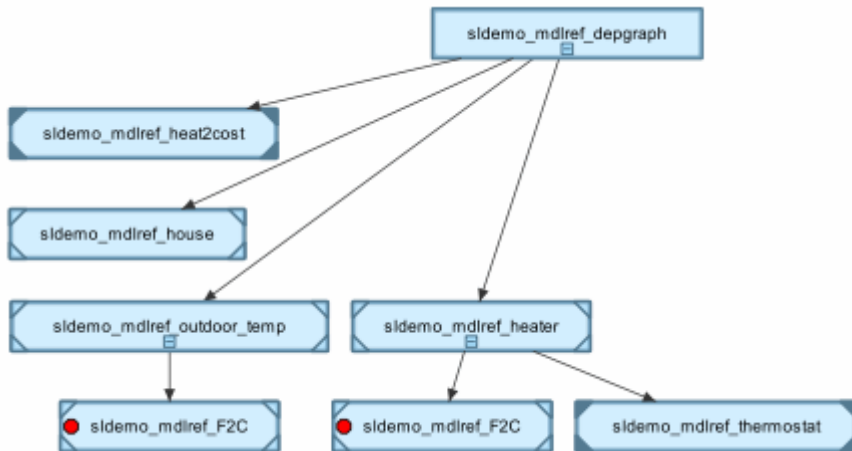 sldemo_mdlref_depgraph
sldemo_mdlref_heat2cost
sldemo_mdlref_house
sldemo_mdlref_outdoor_temp
sldemo_mdlref_heater
sldemo_mdlref_F2C
sldemo_mdlref_F2C
sldemo_mdlref_thermostat